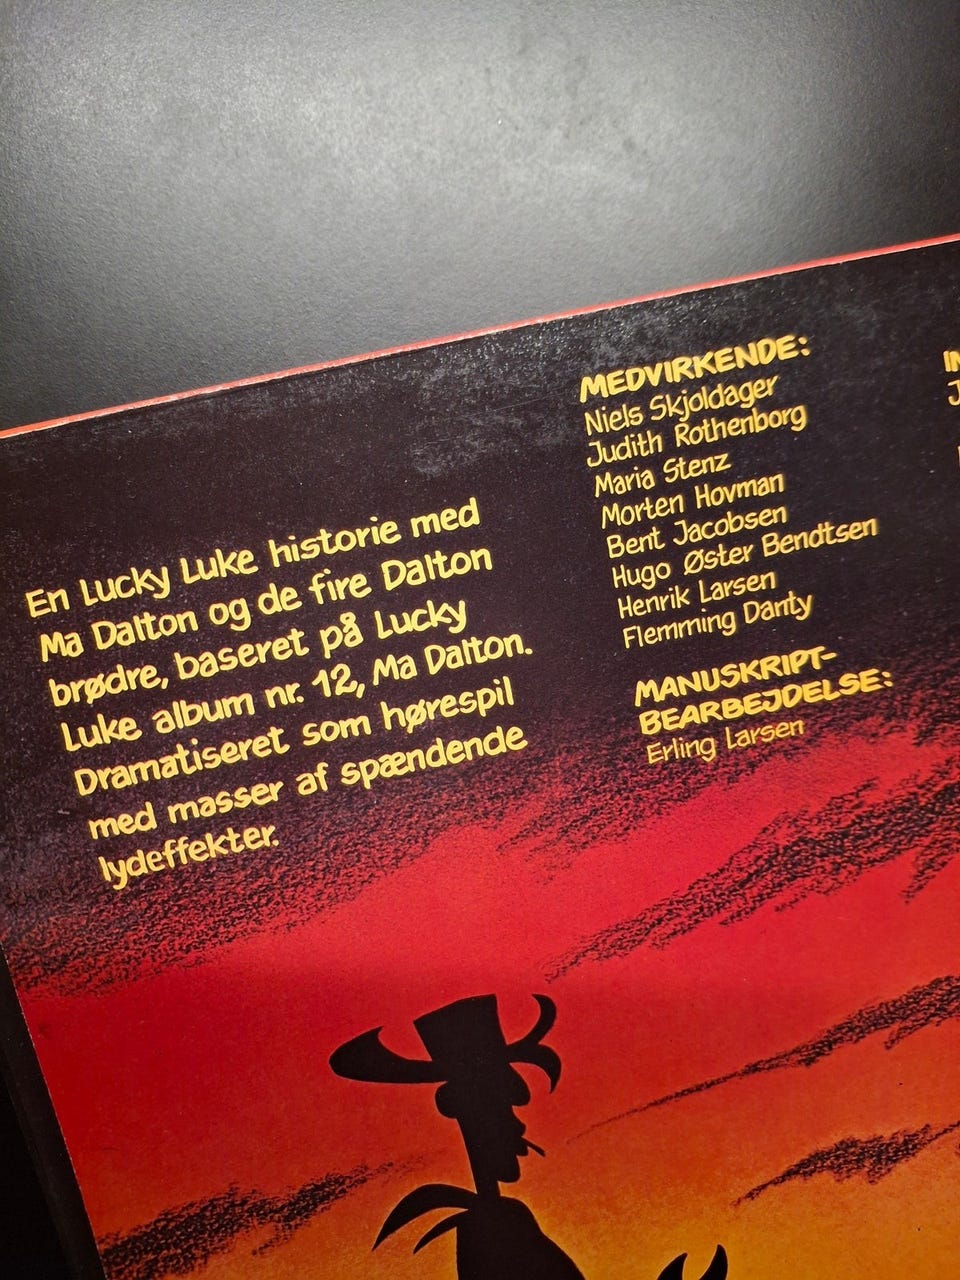 En Lucky Luke historie med
Ma Dalton og de fire Dalton
brødre, baseret på Lucky
Luke album nr. 12, Ma Dalton.
Dramatiseret som hørespil
med masser af spændende
lydeffekter.
MEDVIRKENDE:
Niels Skjoldager
Judith Rothenborg
Maria Stenz
Morten Hovman
Bent Jacobsen
Hugo Øster Bendtsen
Henrik Larsen
Flemming Danty
MANUSKRIPT-
BEARBEJDELSE:
Erling Larsen